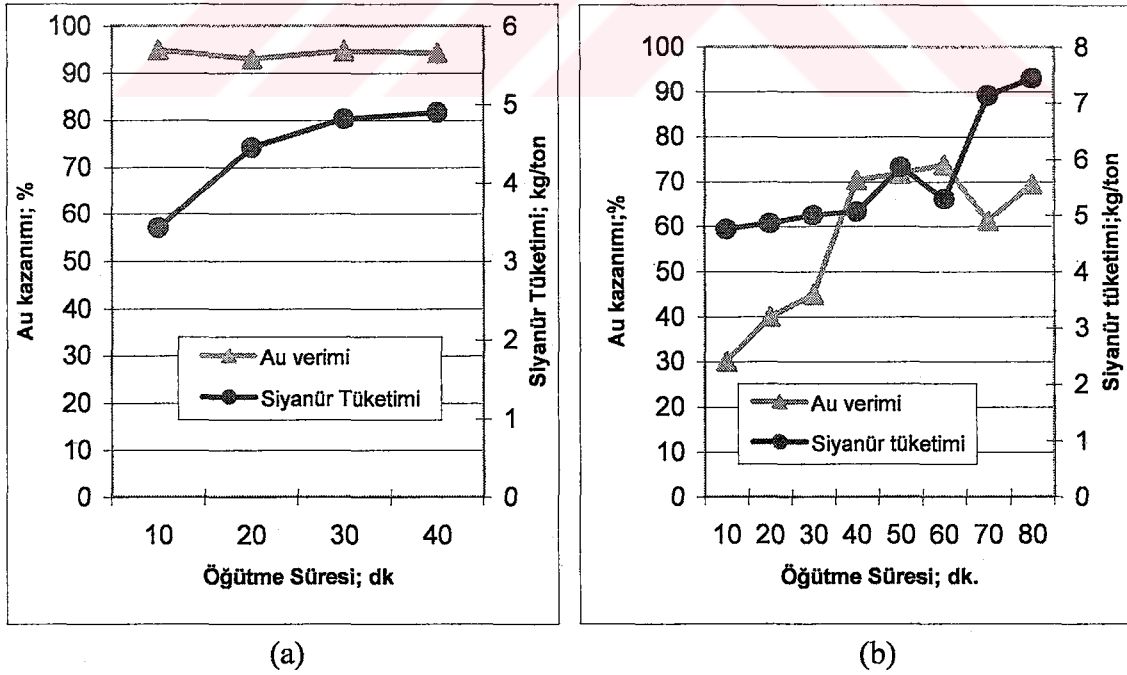 100
90
80
70
60
50
40
30
20
10
0
Au kazanımı; %
6
5
4
3
2
1
0
Siyanür Tüketimi; kg/ton
Au verimi
Siyanür Tüketimi
10 20 30 40
Öğütme Süresi; dk
(a)
100
90
80
70
60
50
40
30
20
10
0
Au kazanımı;%
8
7
6
5
4
3
2
1
0
Siyanür tüketimi;kg/ton
Au verimi
Siyanür tüketimi
10 20 30 40 50 60 70 80
Öğütme Süresi; dk.
(b)